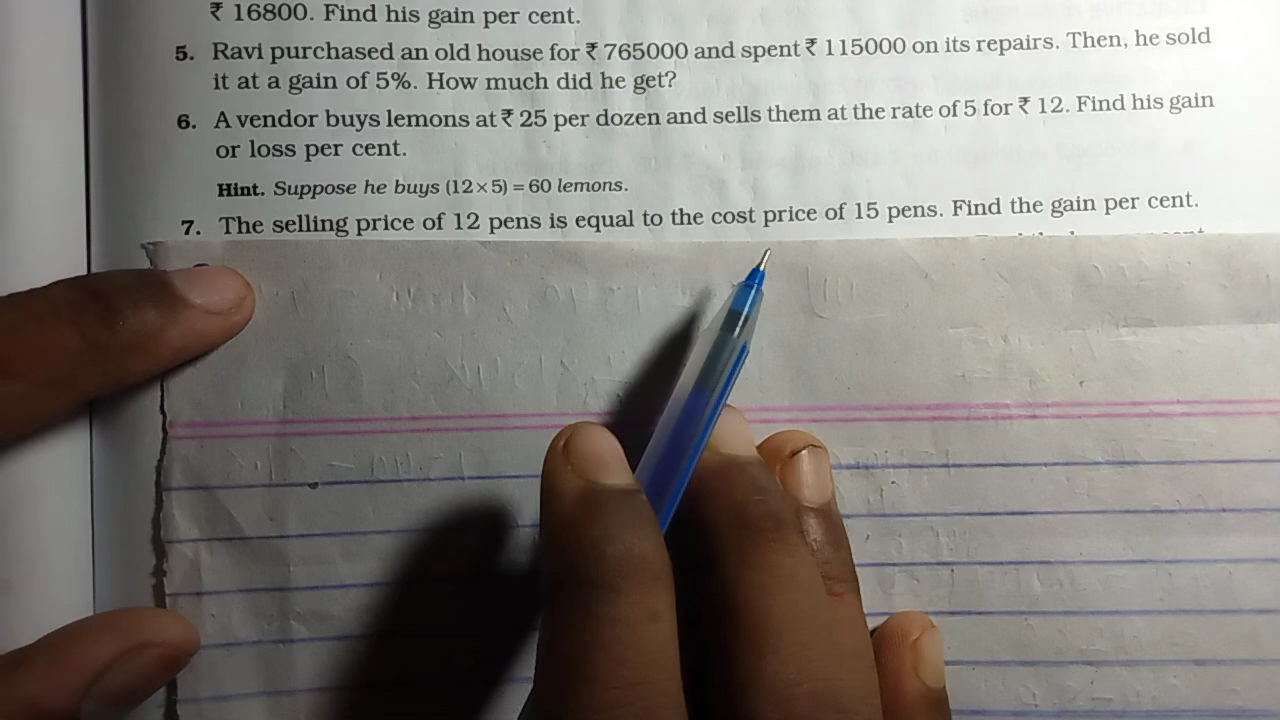 ₹ 16800. Find his gain per cent.
5. Ravi purchased an old house for ₹ 765000 and spent ₹ 115000 on its repairs. Then, he sold
it at a gain of 5%. How much did he get?
6. A vendor buys lemons at ₹ 25 per dozen and sells them at the rate of 5 for ₹ 12. Find his gain
or loss per cent.
Hint. Suppose he buys (12×5) = 60 lemons.
7. The selling price of 12 pens is equal to the cost price of 15 pens. Find the gain per cent.